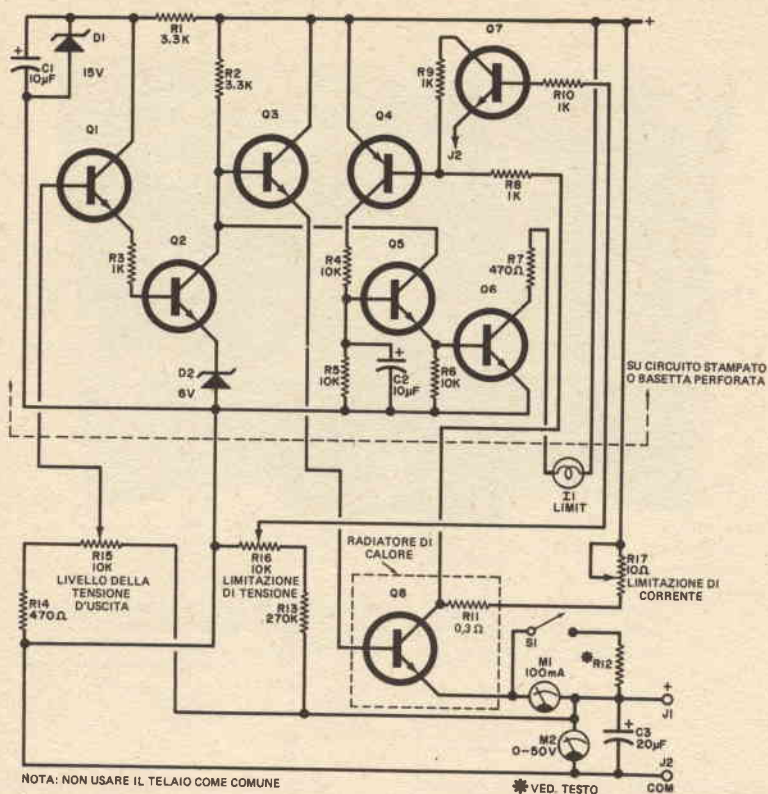 +
R1
3.3K
D1
15V
+
C1
10µF
R2
3.3K
Q1
Q3
Q4
Q7
R9
1K
R10
1K
J2
R8
1K
R3
1K
Q2
D2
6V
R4
10K
Q5
Q6
R7
470Ω
R5
10K
+
C2
10µF
R6
10K
SU CIRCUITO STAMPATO
O BASETTA PERFORATA
I1
LIMIT
R15
10K
LIVELLO DELLA
TENSIONE
D'USCITA
R14
470Ω
R16
10K
LIMITAZIONE
DI TENSIONE
R13
270K
RADIATORE DI
CALORE
Q8
R11
0,3Ω
R17
10Ω
LIMITAZIONE DI
CORRENTE
S1
✱R12
M1
100mA
+
J1
M2
0-50V
+
C3
20µF
J2
COM
NOTA: NON USARE IL TELAIO COME COMUNE
✱ VED. TESTO